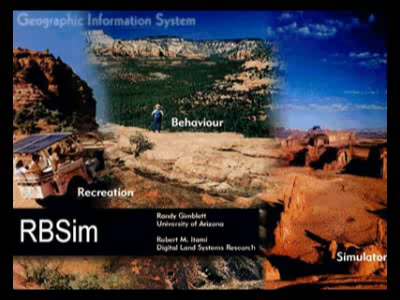 Geographic Information System
Behaviour
Recreation
RBSim
Randy Gimblett
University of Arizona
Robert M. Itami
Digital Land Systems Research
Simulator